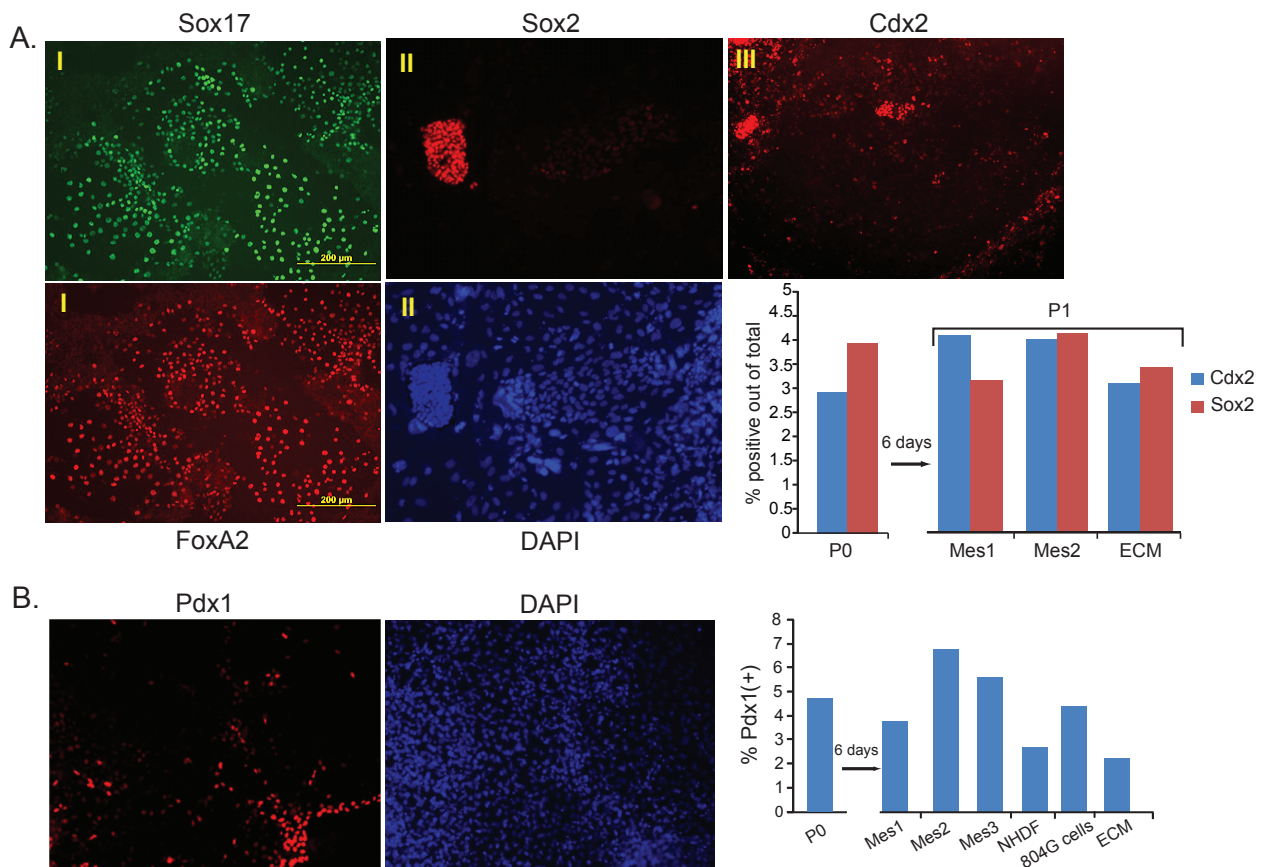 A.
Sox17
Sox2
Cdx2
I
II
III
200 µm
I
II
200 µm
FoxA2
DAPI
% positive out of total
5
4.5
4
3.5
3
3.5
2
1.5
1
0.5
0
6 days
P1
Cdx2
Sox2
P0
Mes1
Mes2
ECM
B.
Pdx1
DAPI
% Pdx1(+)
8
7
6
5
4
3
2
1
0
6 days
P0
Mes1
Mes2
Mes3
NHDF
804G cells
ECM